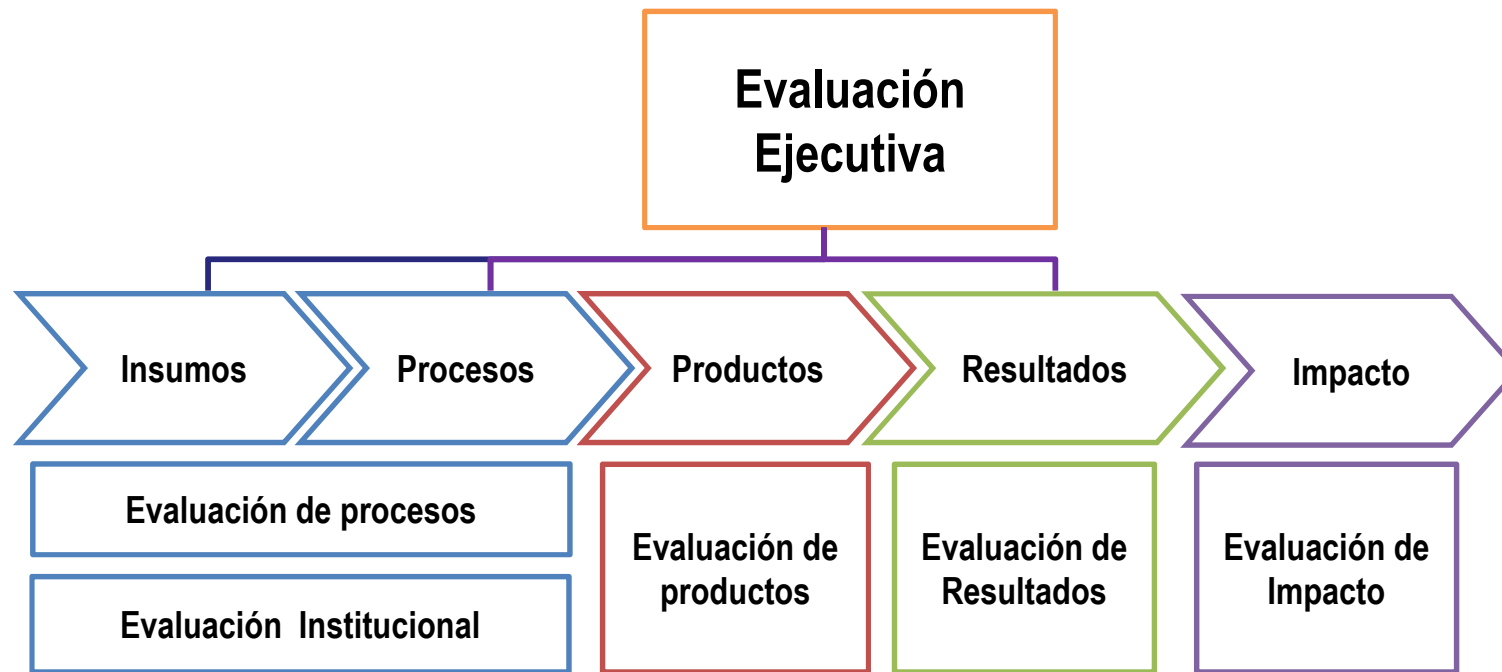 Evaluación
Ejecutiva
Insumos
Procesos
Productos
Resultados
Impacto
Evaluación de procesos
Evaluación Institucional
Evaluación de
productos
Evaluación de
Resultados
Evaluación de
Impacto